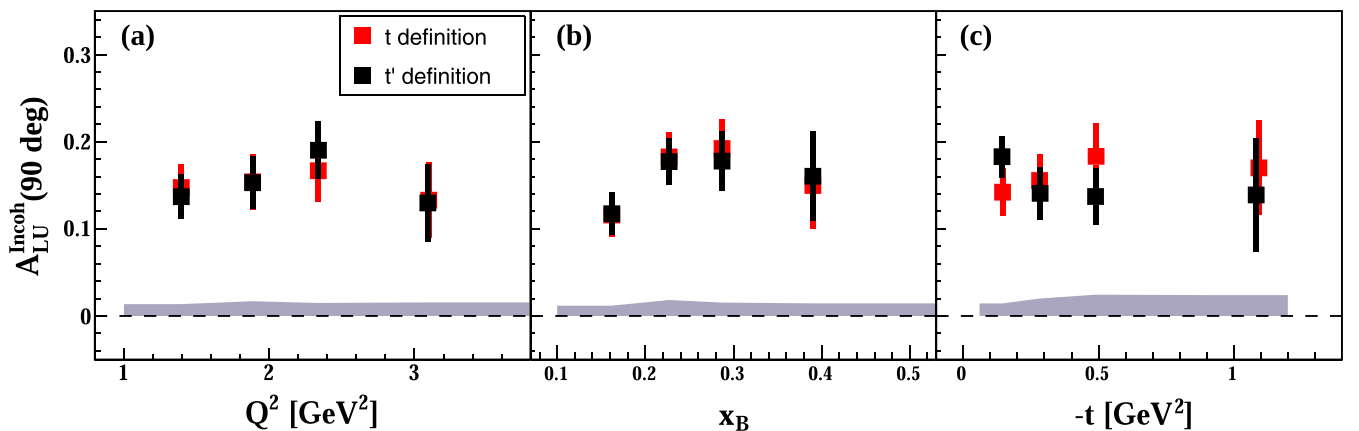 (a)
t definition
t' definition
(b)
(c)
0.3
0.2
0.1
0
A_LU^Incoh(90 deg)
1 2 3
0.1 0.2 0.3 0.4 0.5
0 0.5 1
Q² [GeV²]
x_B
-t [GeV²]